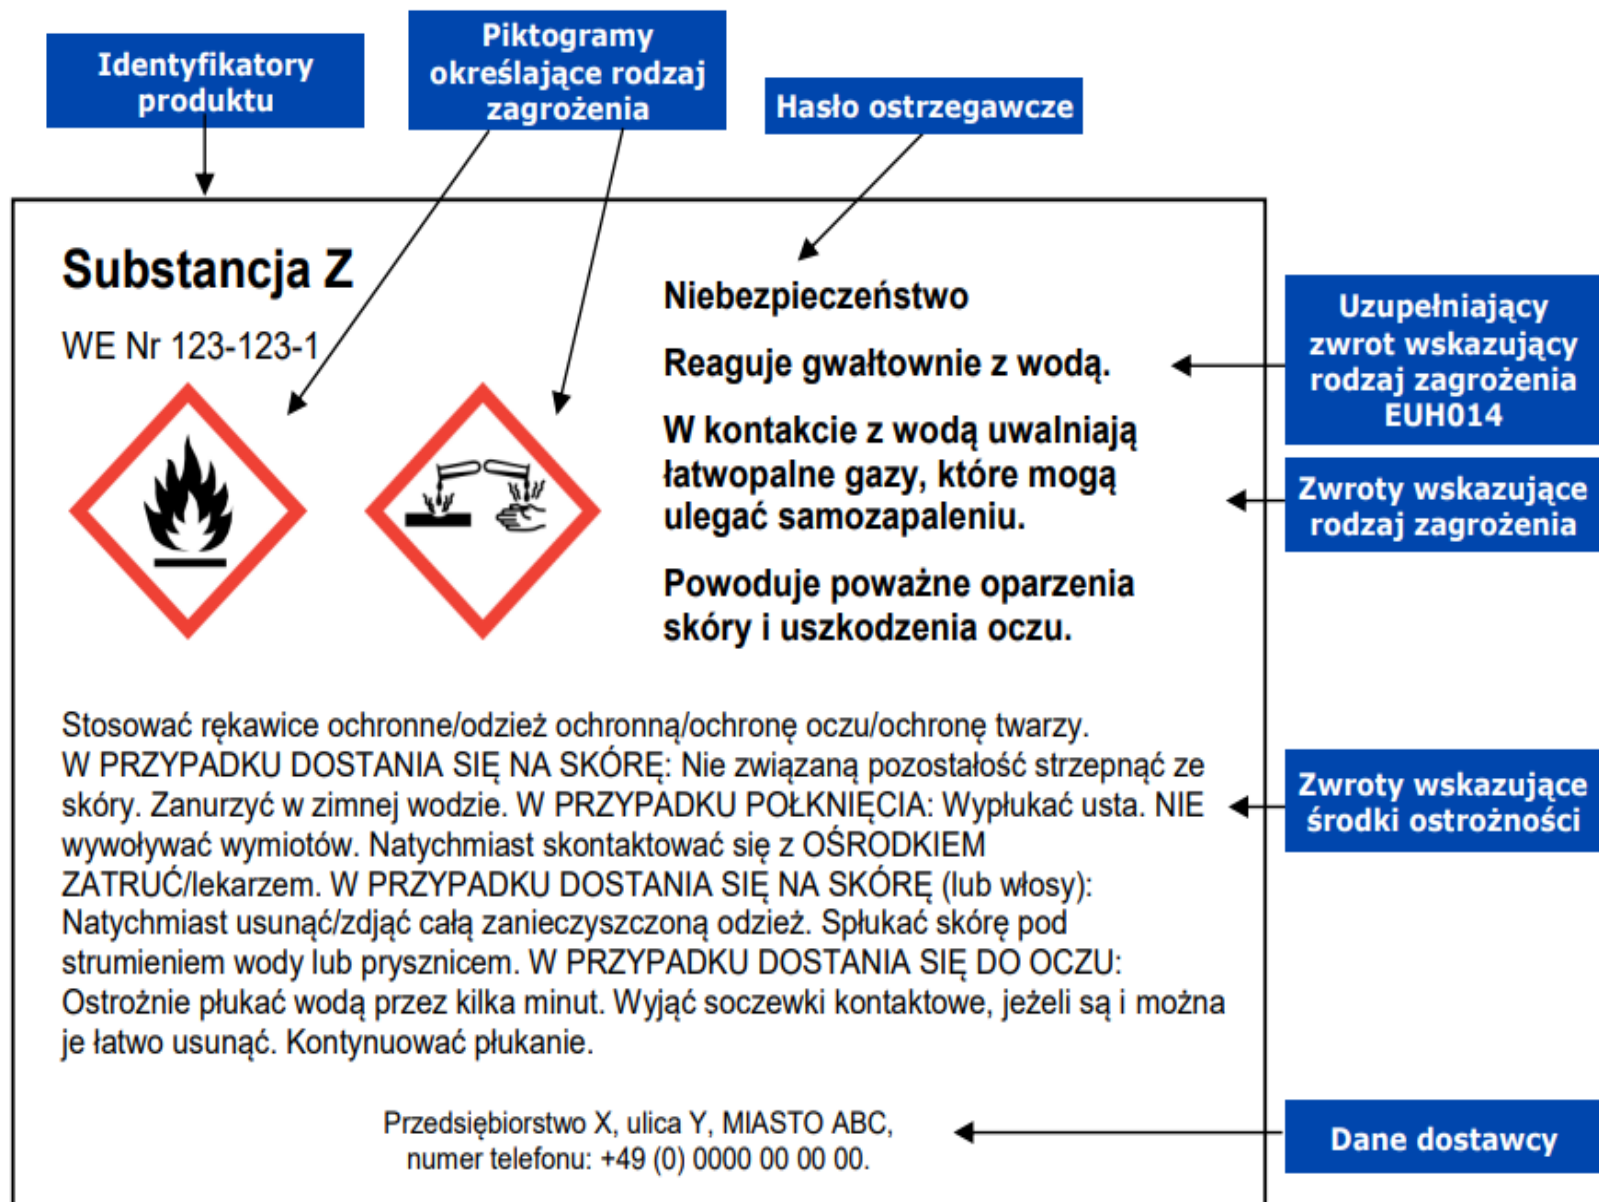 Identyfikatory
produktu
Piktogramy
określające rodzaj
zagrożenia
Hasło ostrzegawcze
Substancja Z
WE Nr 123-123-1
Niebezpieczeństwo
Reaguje gwałtownie z wodą.
W kontakcie z wodą uwalniają
łatwopalne gazy, które mogą
ulegać samozapaleniu.
Powoduje poważne oparzenia
skóry i uszkodzenia oczu.
Uzupełniający
zwrot wskazujący
rodzaj zagrożenia
EUH014
Zwroty wskazujące
rodzaj zagrożenia
Stosować rękawice ochronne/odzież ochronną/ochronę oczu/ochronę twarzy.
W PRZYPADKU DOSTANIA SIĘ NA SKÓRĘ: Nie związaną pozostałość strzepnąć ze
skóry. Zanurzyć w zimnej wodzie. W PRZYPADKU POŁKNIĘCIA: Wypłukać usta. NIE
wywoływać wymiotów. Natychmiast skontaktować się z OŚRODKIEM
ZATRUĆ/lekarzem. W PRZYPADKU DOSTANIA SIĘ NA SKÓRĘ (lub włosy):
Natychmiast usunąć/zdjąć całą zanieczyszczoną odzież. Spłukać skórę pod
strumieniem wody lub prysznicem. W PRZYPADKU DOSTANIA SIĘ DO OCZU:
Ostrożnie płukać wodą przez kilka minut. Wyjąć soczewki kontaktowe, jeżeli są i można
je łatwo usunąć. Kontynuować płukanie.
Zwroty wskazujące
środki ostrożności
Przedsiębiorstwo X, ulica Y, MIASTO ABC,
numer telefonu: +49 (0) 0000 00 00 00.
Dane dostawcy